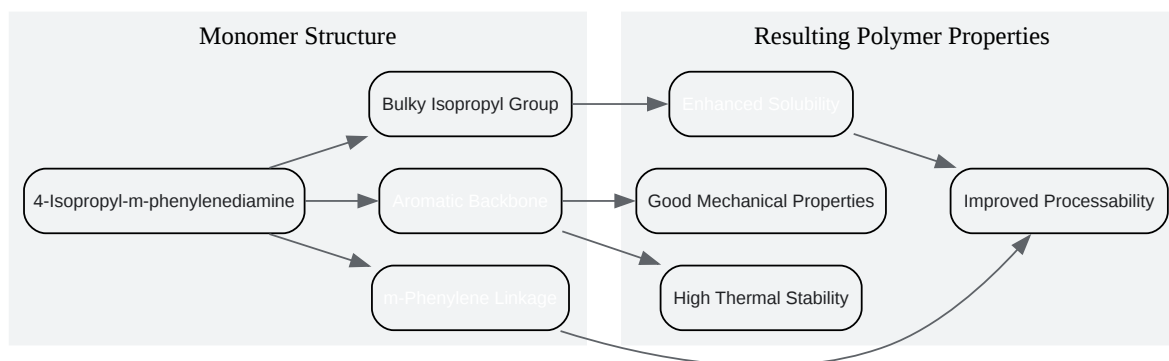 Monomer Structure
Resulting Polymer Properties
Bulky Isopropyl Group
Enhanced Solubility
4-Isopropyl-m-phenylenediamine
Aromatic Backbone
Good Mechanical Properties
Improved Processability
m-Phenylene Linkage
High Thermal Stability